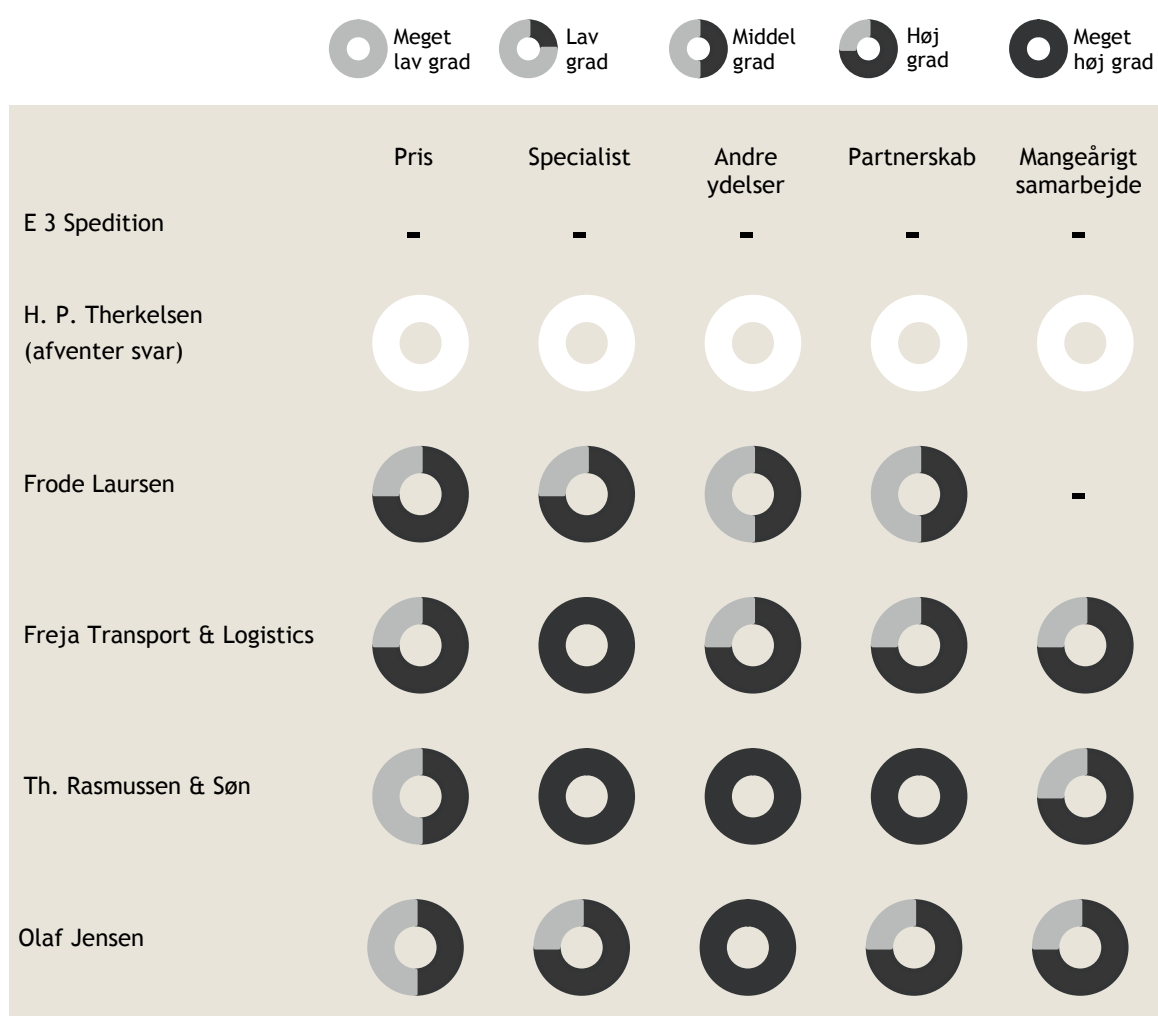 Meget
lav grad
Lav
grad
Middel
grad
Høj
grad
Meget
høj grad
Pris
Specialist
Andre
ydelser
Partnerskab
Mangeårigt
samarbejde
E 3 Spedition
- - - - -
H. P. Therkelsen
(afventer svar)
Frode Laursen
-
Freja Transport & Logistics
Th. Rasmussen & Søn
Olaf Jensen